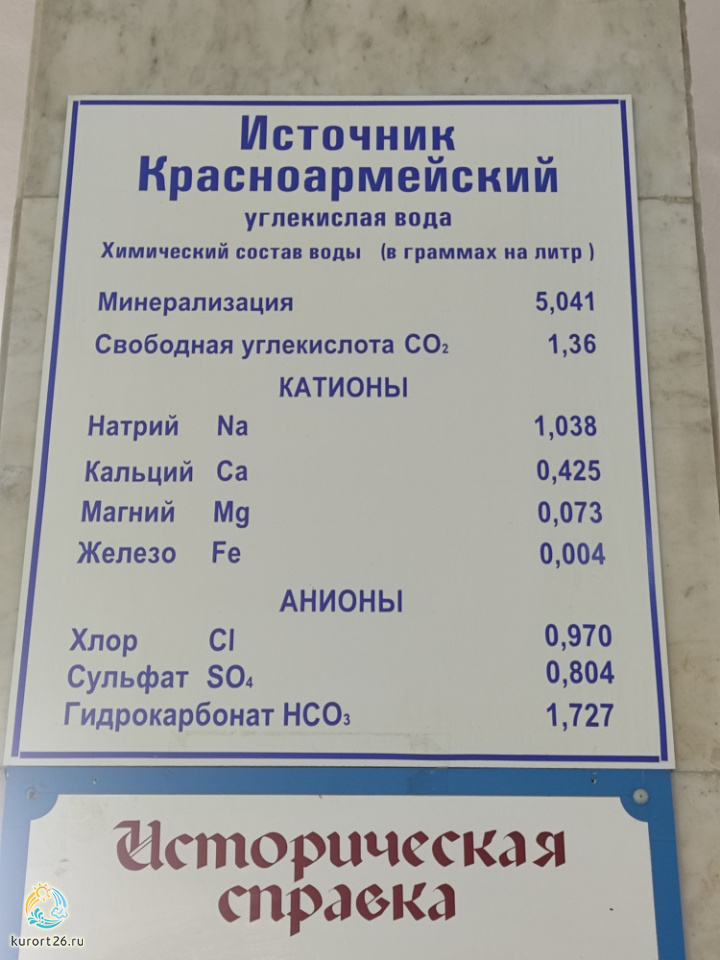 Источник
Красноармейский
углекислая вода
Химический состав воды (в граммах на литр )
Минерализация 5,041
Свободная углекислота CO₂ 1,36
КАТИОНЫ
Натрий Na 1,038
Кальций Ca 0,425
Магний Mg 0,073
Железо Fe 0,004
АНИОНЫ
Хлор Cl 0,970
Сульфат SO₄ 0,804
Гидрокарбонат HCO₃ 1,727
Историческая
справка
kurort26.ru